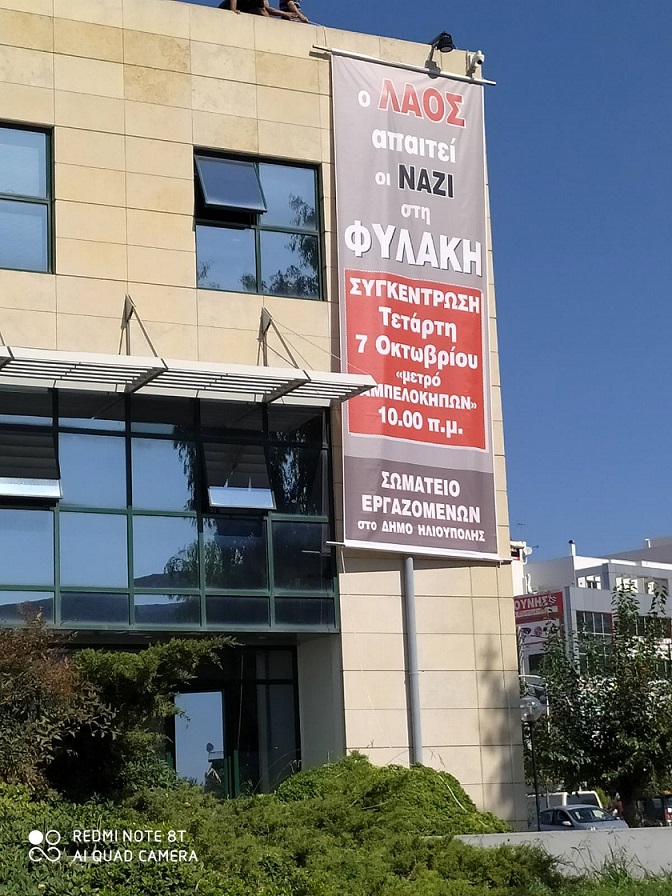 ο ΛΑΟΣ
απαιτεί
οι ΝΑΖΙ
στη
ΦΥΛΑΚΗ
ΣΥΓΚΕΝΤΡΩΣΗ
Τετάρτη
7 Οκτωβρίου
«μετρό
ΑΜΠΕΛΟΚΗΠΩΝ»
10.00 π.μ.
ΣΩΜΑΤΕΙΟ
ΕΡΓΑΖΟΜΕΝΩΝ
στο ΔΗΜΟ ΗΛΙΟΥΠΟΛΗΣ
REDMI NOTE 8T
AI QUAD CAMERA